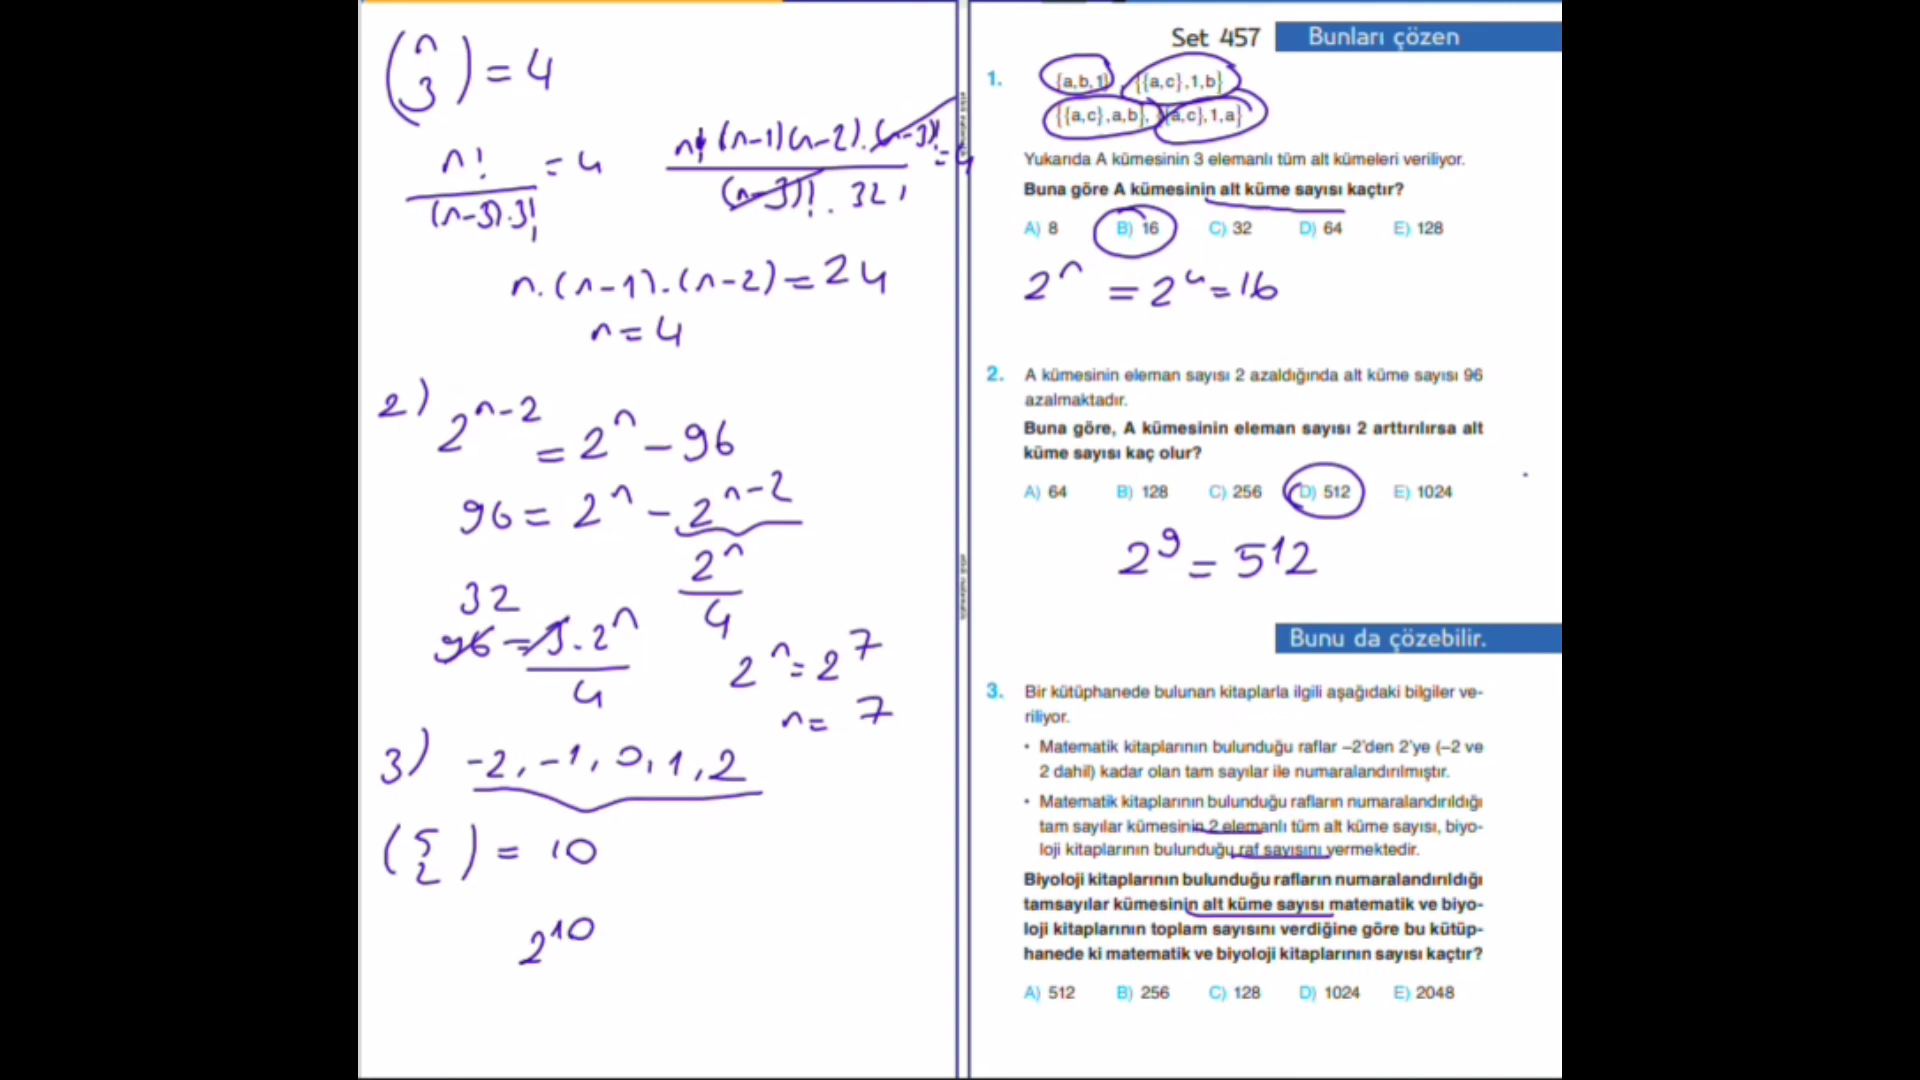 (n 3) = 4
n! / (n-3)!.3! = 4
n.(n-1)(n-2).(n-3)! / (n-3)!.3 2 1 = 4
n.(n-1).(n-2)=24
n=4
2)
2^n-2 = 2^n - 96
96 = 2^n - 2^n-2
2^n / 4
32
96 = 3.2^n / 4
2^n = 2^7
n = 7
3) -2, -1, 0, 1, 2
(5 2) = 10
2^10
Set 457 Bunları çözen
1. {a,b,1}, {{a,c},1,b}
{{a,c},a,b}, {{a,c},1,a}
Yukarıda A kümesinin 3 elemanlı tüm alt kümeleri veriliyor.
Buna göre A kümesinin alt küme sayısı kaçtır?
A) 8 B) 16 C) 32 D) 64 E) 128
2^n = 2^4 = 16
2. A kümesinin eleman sayısı 2 azaldığında alt küme sayısı 96
azalmaktadır.
Buna göre, A kümesinin eleman sayısı 2 arttırılırsa alt
küme sayısı kaç olur?
A) 64 B) 128 C) 256 D) 512 E) 1024
2^9 = 512
Bunu da çözebilir.
3. Bir kütüphanede bulunan kitaplarla ilgili aşağıdaki bilgiler ve-
riliyor.
• Matematik kitaplarının bulunduğu raflar –2'den 2'ye (–2 ve
2 dahil) kadar olan tam sayılar ile numaralandırılmıştır.
• Matematik kitaplarının bulunduğu rafların numaralandırıldığı
tam sayılar kümesinin 2 elemanlı tüm alt küme sayısı, biyo-
loji kitaplarının bulunduğu raf sayısını vermektedir.
Biyoloji kitaplarının bulunduğu rafların numaralandırıldığı
tamsayılar kümesinin alt küme sayısı matematik ve biyo-
loji kitaplarının toplam sayısını verdiğine göre bu kütüp-
hanede ki matematik ve biyoloji kitaplarının sayısı kaçtır?
A) 512 B) 256 C) 128 D) 1024 E) 2048